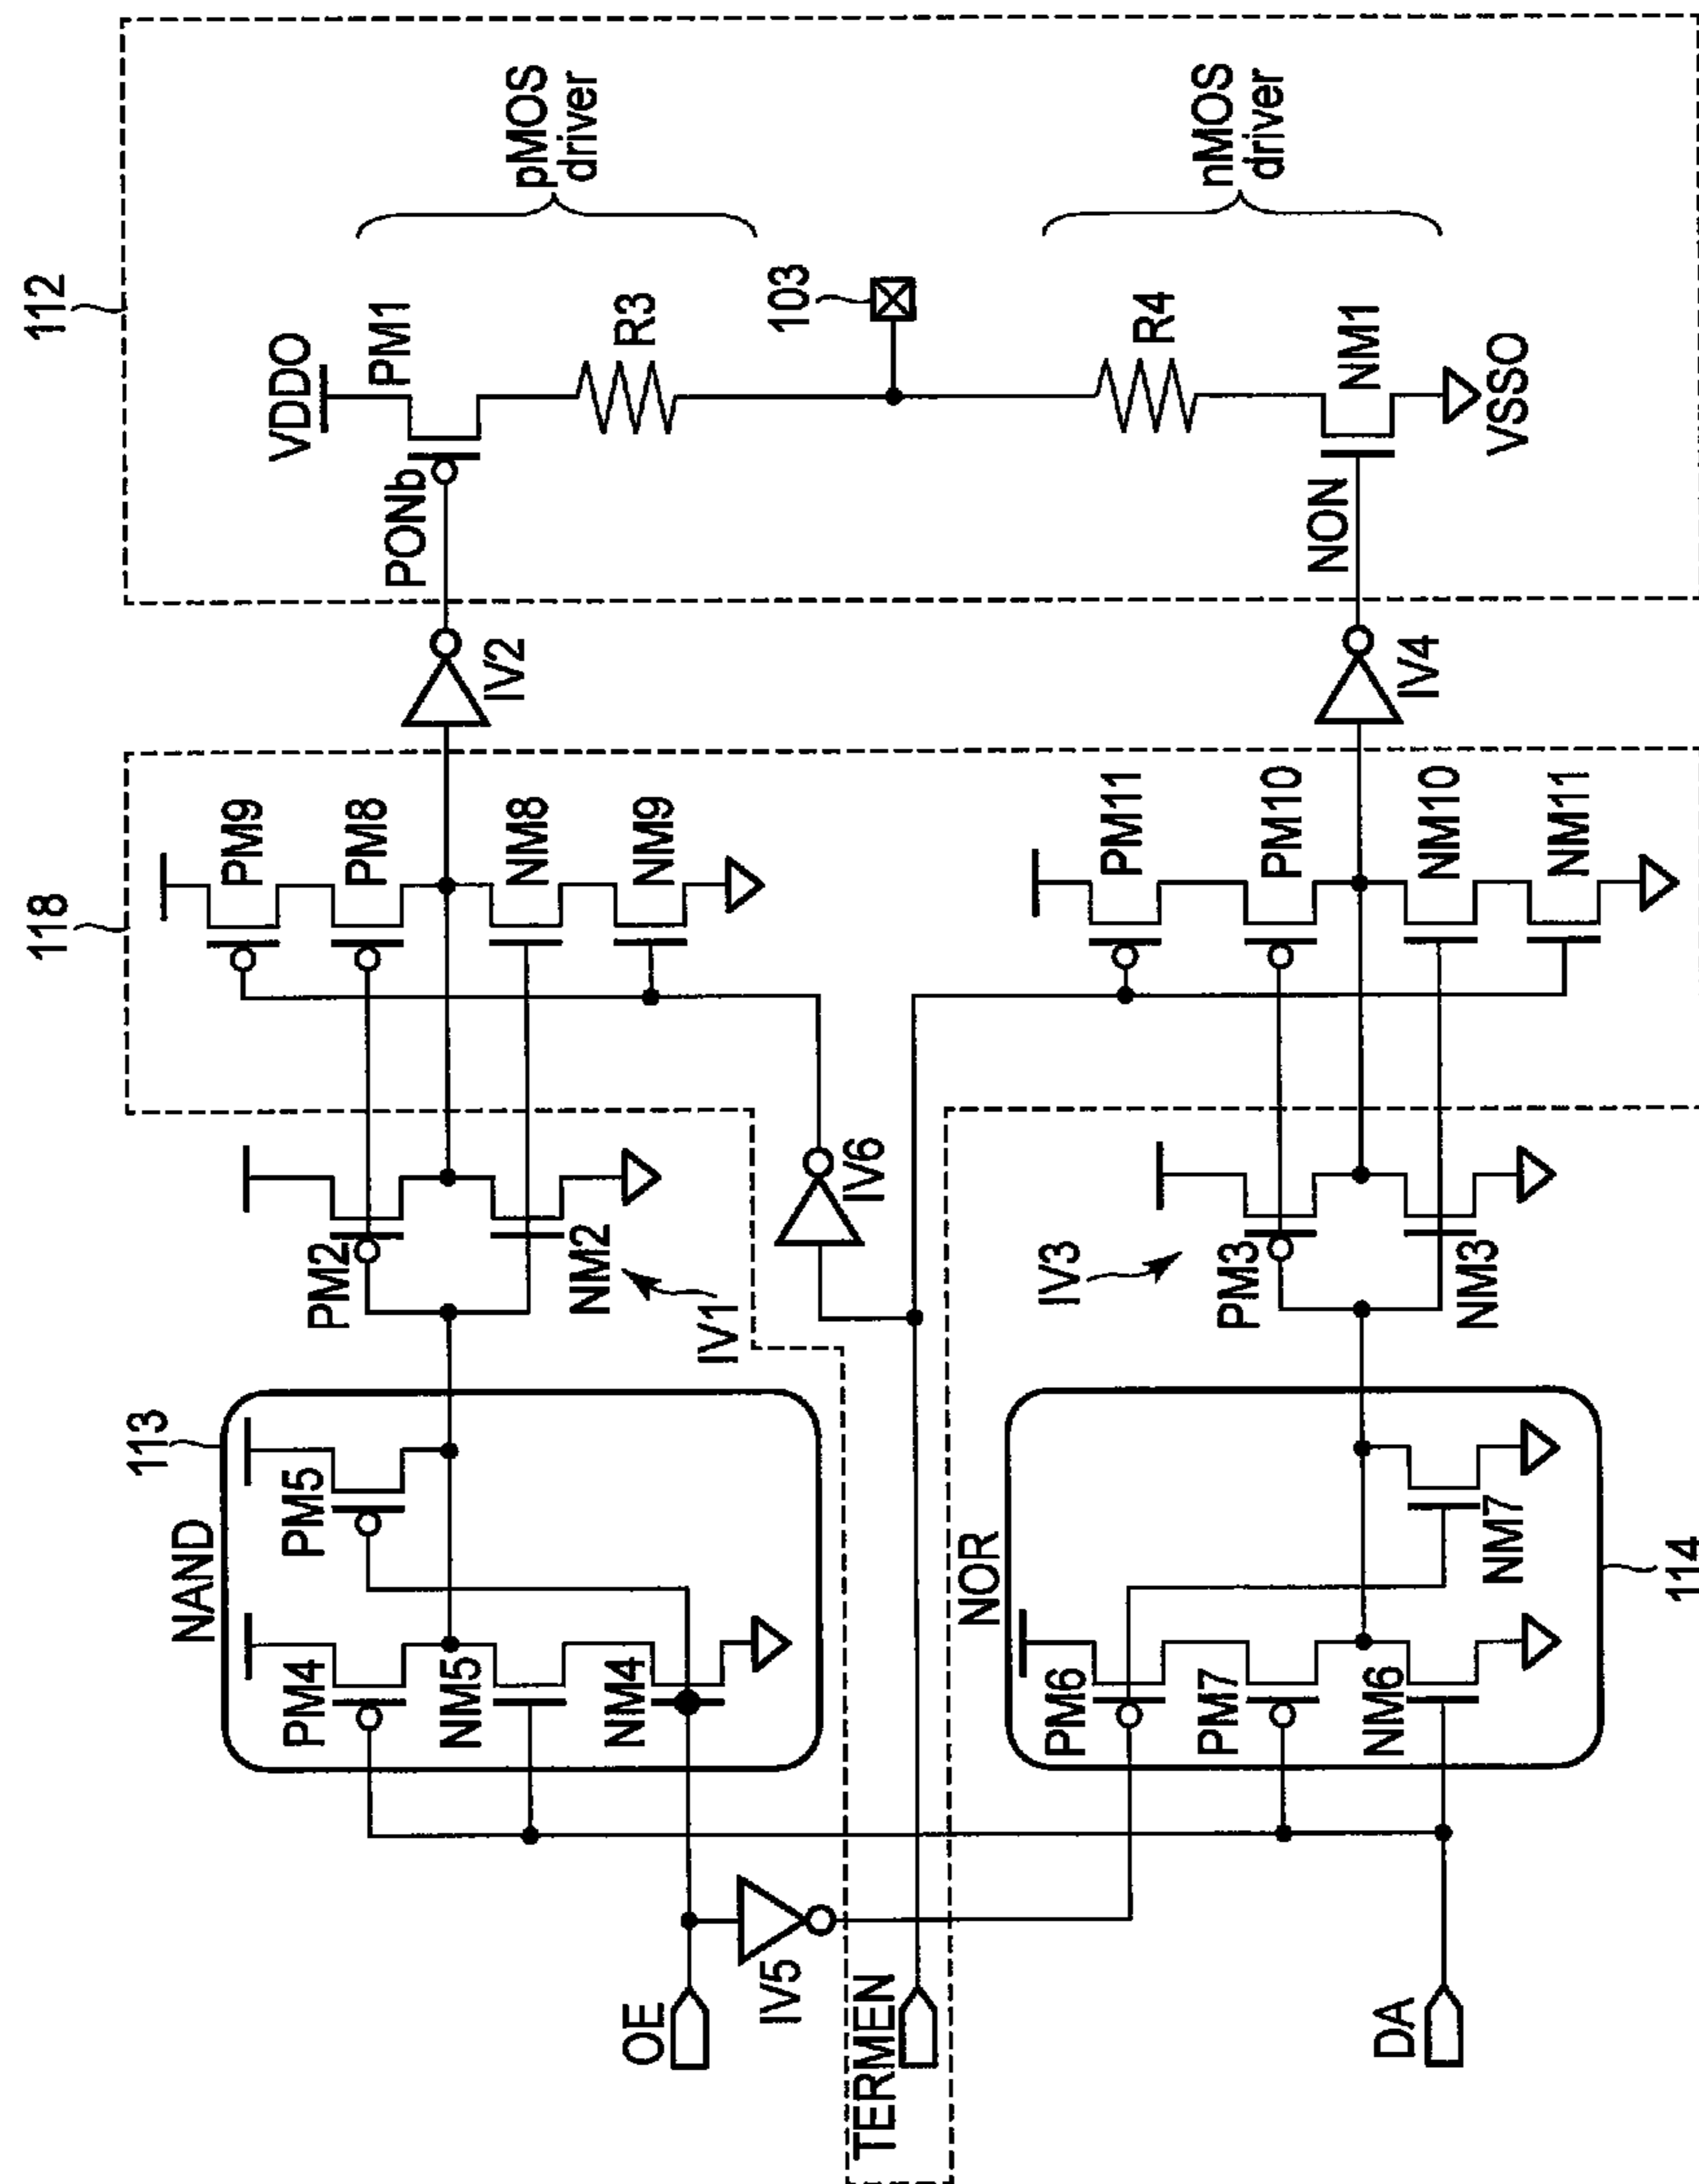 112
VDDO
PM1
PONb
R3
pMOS
driver
103
R4
nMOS
driver
NM1
NON
VSSO
118
PM9
PM8
NM8
NM9
IV2
PM11
PM10
NM10
NM11
IV4
PM2
NM2
IV1
IV6
IV3
PM3
NM3
113
NAND
PM5
PM4
NM5
NM4
NOR
PM6
PM7
NM6
NM7
114
OE
IV5
TERMEN
DA